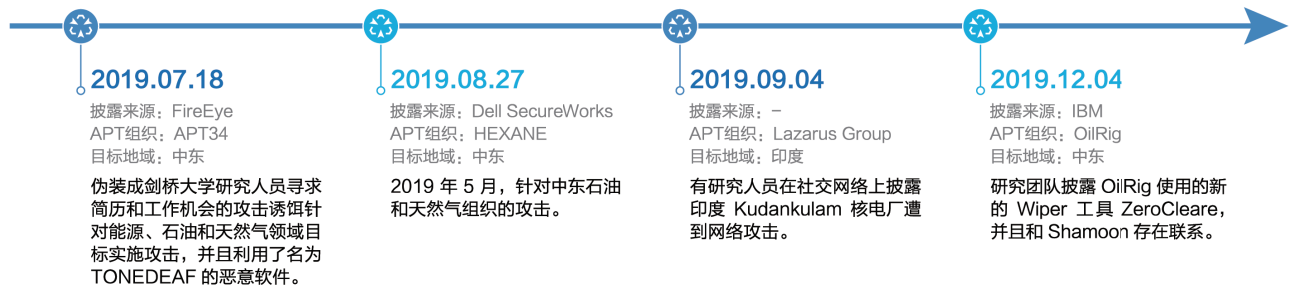 2019.07.18
披露来源：FireEye
APT组织：APT34
目标地域：中东
伪装成剑桥大学研究人员寻求
简历和工作机会的攻击诱饵针
对能源、石油和天然气领域目
标实施攻击，并且利用了名为
TONEDEAF 的恶意软件。
2019.08.27
披露来源：Dell SecureWorks
APT组织：HEXANE
目标地域：中东
2019 年 5 月，针对中东石油
和天然气组织的攻击。
2019.09.04
披露来源：–
APT组织：Lazarus Group
目标地域：印度
有研究人员在社交网络上披露
印度 Kudankulam 核电厂遭
到网络攻击。
2019.12.04
披露来源：IBM
APT组织：OilRig
目标地域：中东
研究团队披露 OilRig 使用的新
的 Wiper 工具 ZeroCleare，
并且和 Shamoon 存在联系。